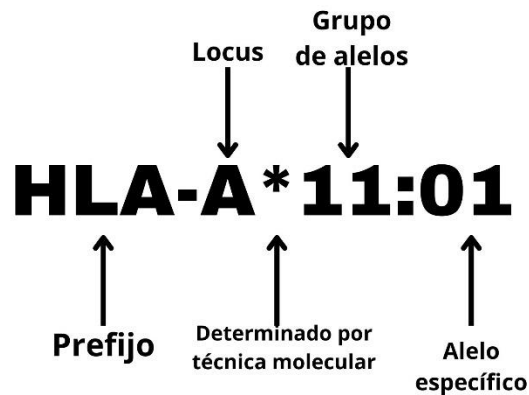 Grupo
de alelos
Locus
HLA-A*11:01
Prefijo
Determinado por
técnica molecular
Alelo
específico